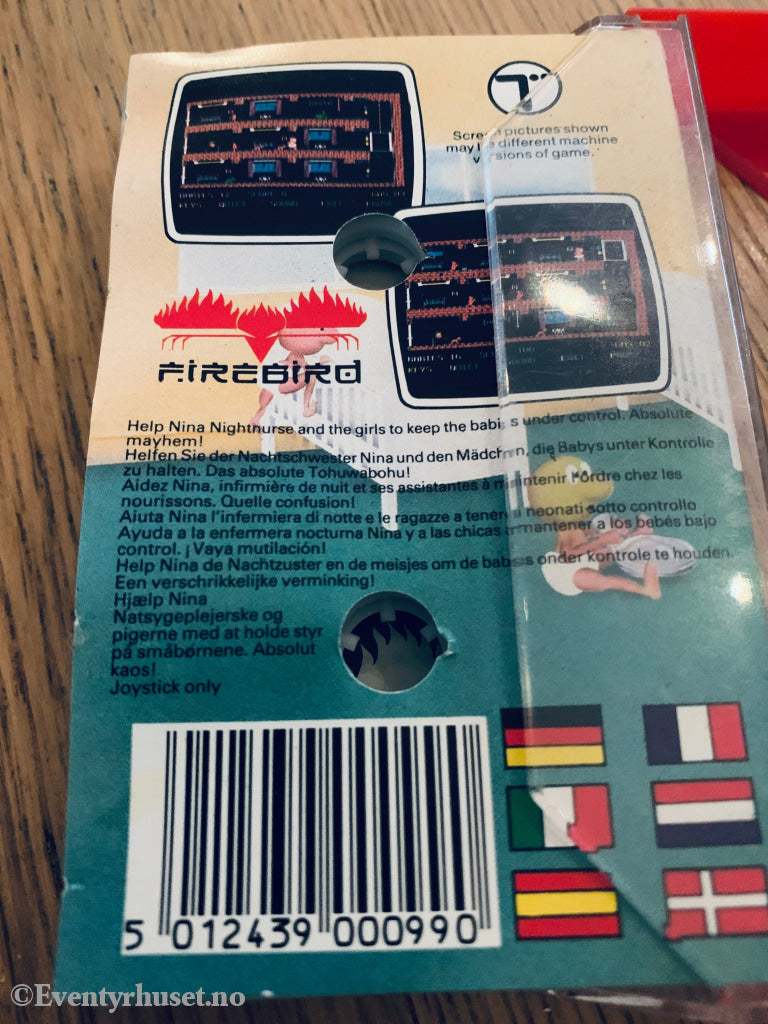 Screen pictures shown
may be different machine
versions of game.
FIREBIRD
Help Nina Nightnurse and the girls to keep the babies under control. Absolute
mayhem!
Helfen Sie der Nachtschwester Nina und den Mädchen, die Babys unter Kontrolle
zu halten. Das absolute Tohuwabohu!
Aidez Nina, infirmière de nuit et ses assistantes à maintenir l'ordre chez les
nourissons. Quelle confusion!
Aiuta Nina l'infermiera di notte e le ragazze a tenere i neonati sotto controllo
Ayuda a la enfermera nocturna Nina y a las chicas a mantener a los bebés bajo
control. ¡Vaya mutilación!
Help Nina de Nachtzuster en de meisjes om de babies onder kontrole te houden.
Een verschrikkelijke verminking!
Hjælp Nina
Natsygeplejerske og
pigerne med at holde styr
på småbørnene. Absolut
kaos!
Joystick only
5 012439 000990
©Eventyrhuset.no